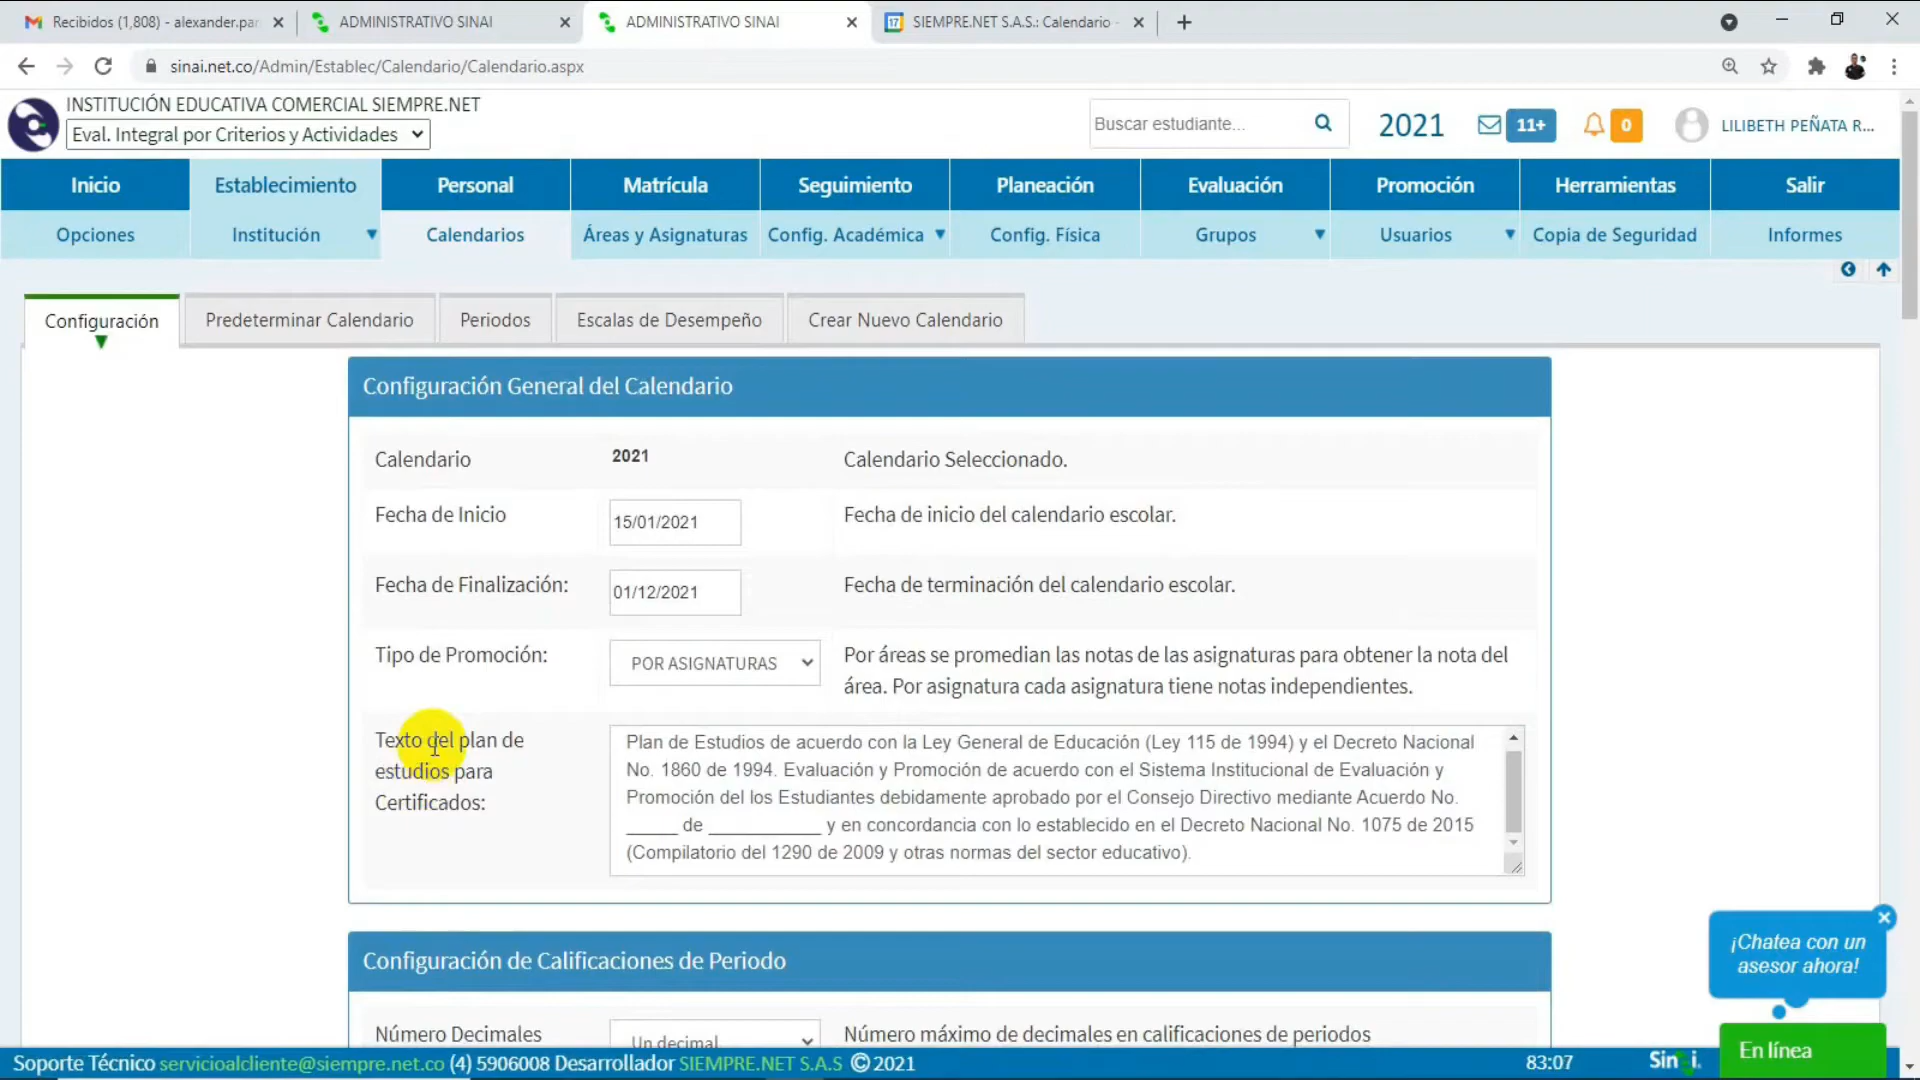 Recibidos (1,808) - alexander.par
ADMINISTRATIVO SINAI
ADMINISTRATIVO SINAI
17
SIEMPRE.NET S.A.S.: Calendario -
sinai.net.co/Admin/Establec/Calendario/Calendario.aspx
INSTITUCIÓN EDUCATIVA COMERCIAL SIEMPRE.NET
Eval. Integral por Criterios y Actividades
Buscar estudiante...
2021
11+
0
LILIBETH PEÑATA R...
Inicio Establecimiento Personal Matrícula Seguimiento Planeación Evaluación Promoción Herramientas Salir
Opciones Institución Calendarios Áreas y Asignaturas Config. Académica Config. Física Grupos Usuarios Copia de Seguridad Informes
Configuración Predeterminar Calendario Periodos Escalas de Desempeño Crear Nuevo Calendario
Configuración General del Calendario
Calendario 2021 Calendario Seleccionado.
Fecha de Inicio 15/01/2021 Fecha de inicio del calendario escolar.
Fecha de Finalización: 01/12/2021 Fecha de terminación del calendario escolar.
Tipo de Promoción: POR ASIGNATURAS Por áreas se promedian las notas de las asignaturas para obtener la nota del
área. Por asignatura cada asignatura tiene notas independientes.
Texto del plan de
estudios para
Certificados:
Plan de Estudios de acuerdo con la Ley General de Educación (Ley 115 de 1994) y el Decreto Nacional
No. 1860 de 1994. Evaluación y Promoción de acuerdo con el Sistema Institucional de Evaluación y
Promoción del los Estudiantes debidamente aprobado por el Consejo Directivo mediante Acuerdo No.
_____ de ___________ y en concordancia con lo establecido en el Decreto Nacional No. 1075 de 2015
(Compilatorio del 1290 de 2009 y otras normas del sector educativo).
Configuración de Calificaciones de Periodo
Número Decimales Un decimal Número máximo de decimales en calificaciones de periodos
¡Chatea con un
asesor ahora!
En línea
Soporte Técnico servicioalcliente@siempre.net.co (4) 5906008 Desarrollador SIEMPRE.NET S.A.S © 2021
83:07
Sinai.